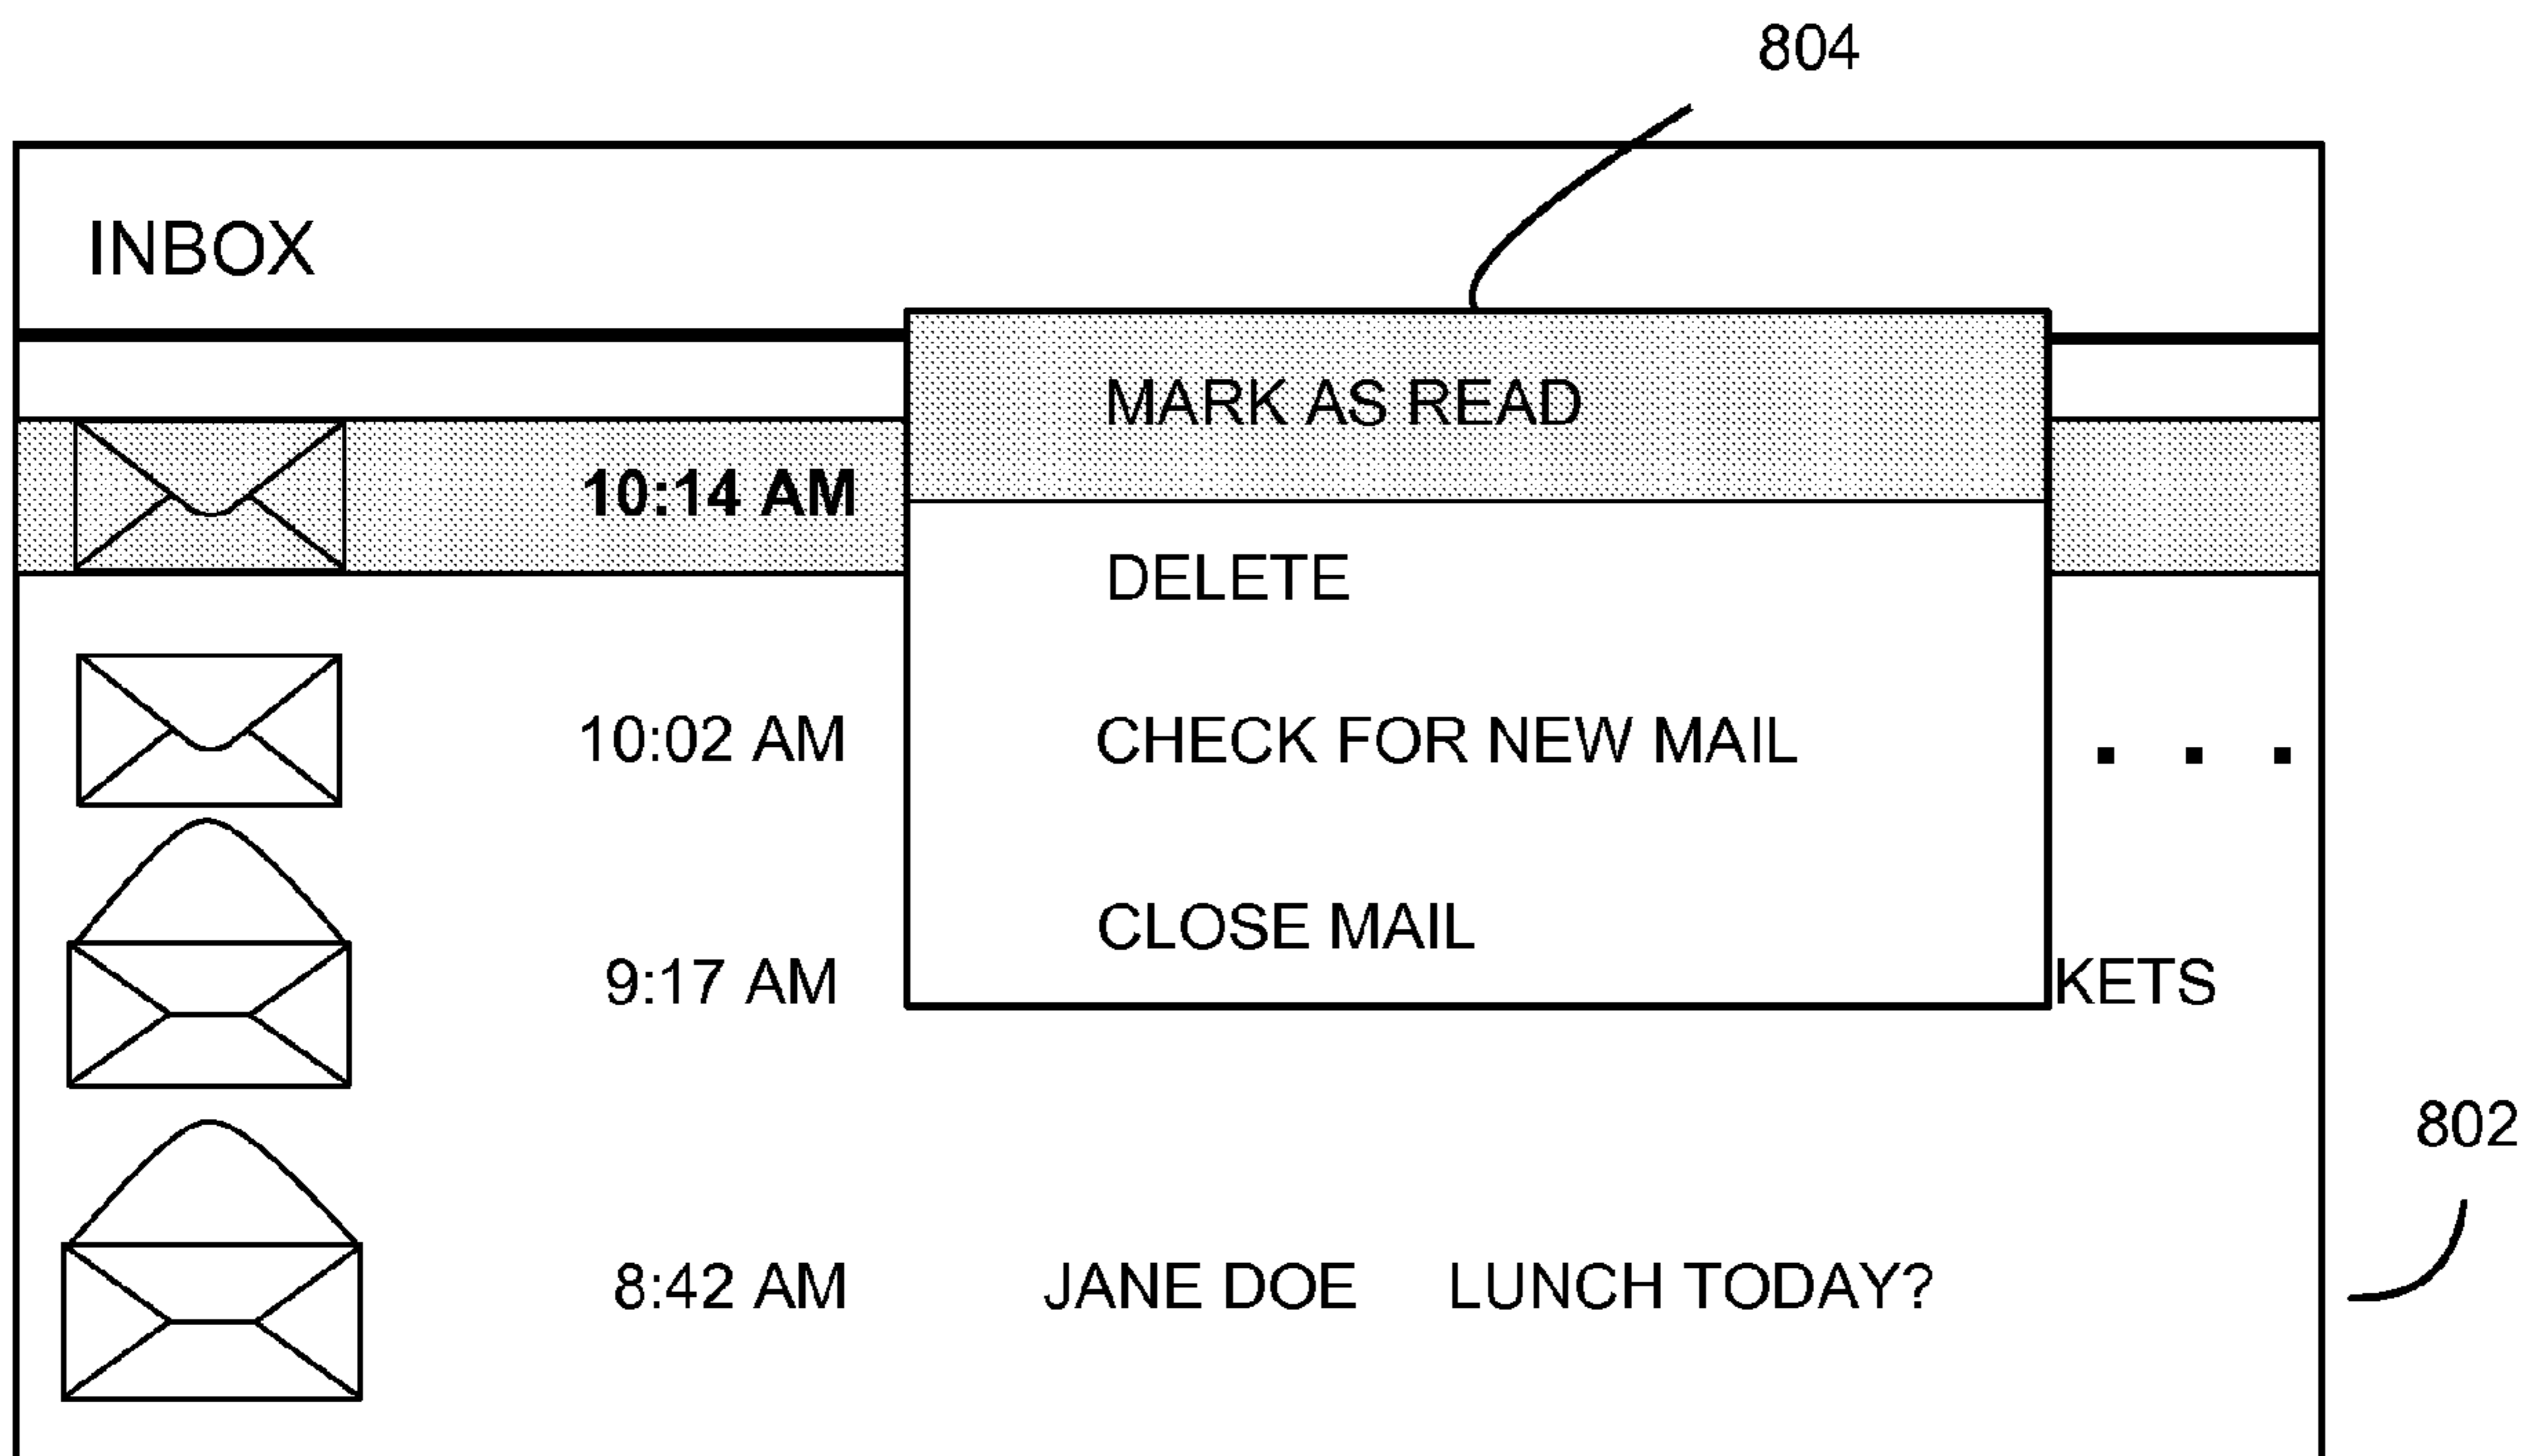 804
INBOX
MARK AS READ
10:14 AM
DELETE
10:02 AM
CHECK FOR NEW MAIL
. . .
CLOSE MAIL
9:17 AM
KETS
802
8:42 AM JANE DOE LUNCH TODAY?